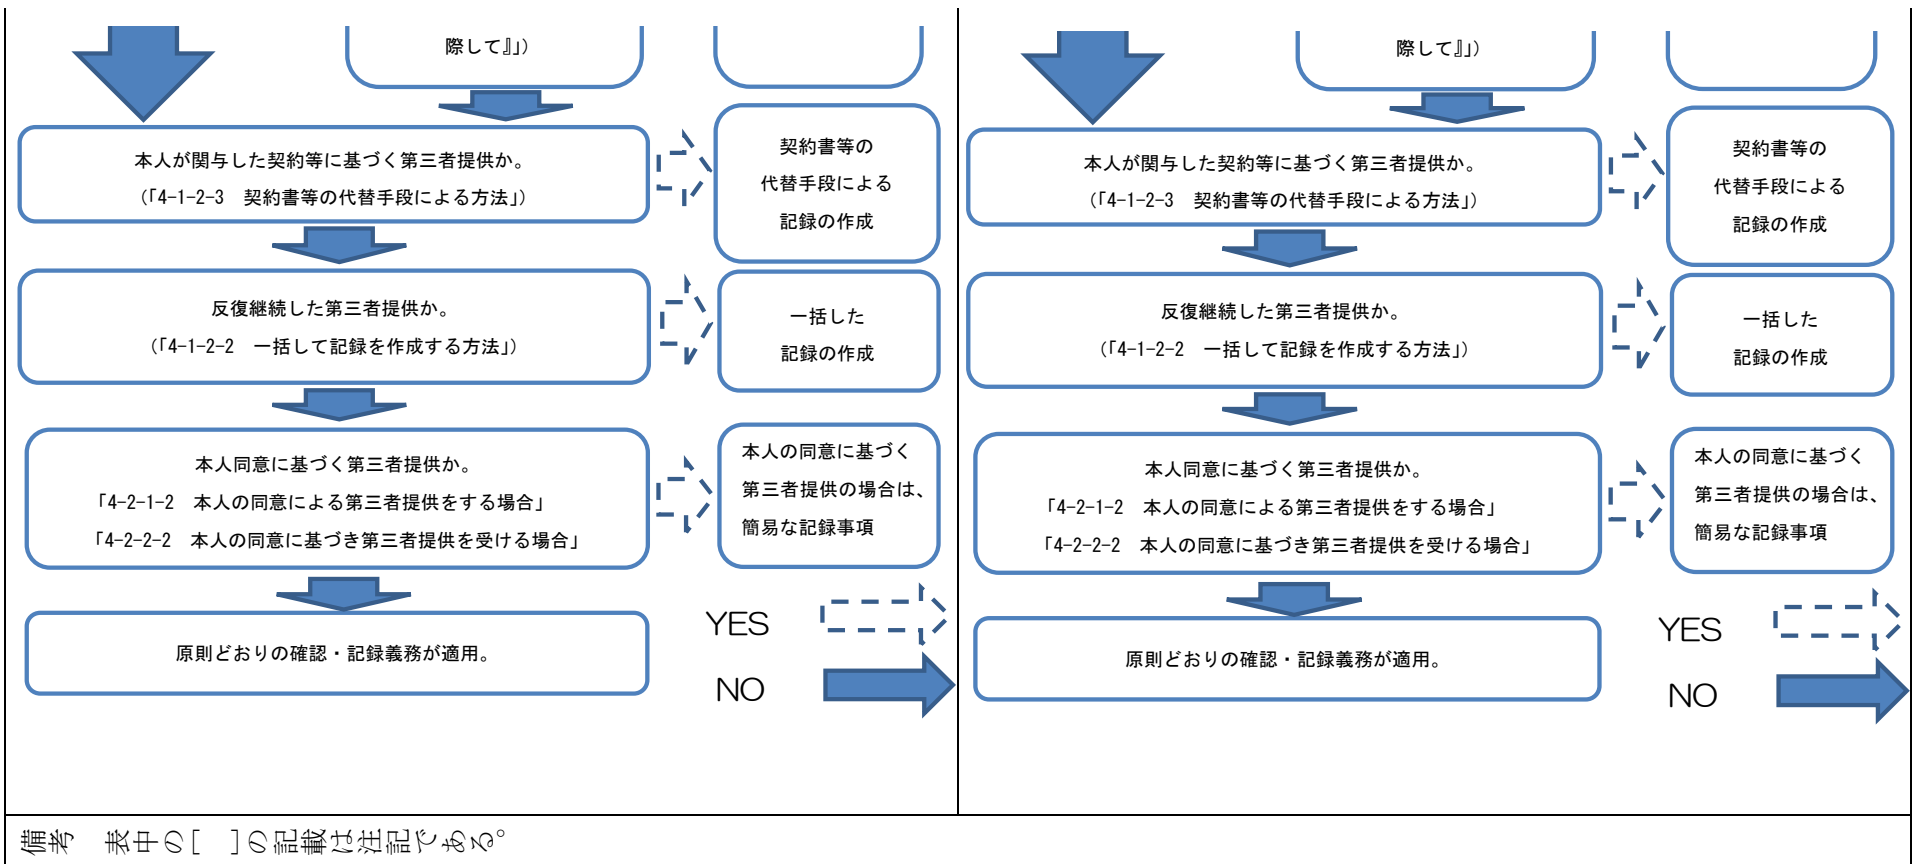 際して』」）
本人が関与した契約等に基づく第三者提供か。
（「4-1-2-3　契約書等の代替手段による方法」）
契約書等の
代替手段による
記録の作成
反復継続した第三者提供か。
（「4-1-2-2　一括して記録を作成する方法」）
一括した
記録の作成
本人同意に基づく第三者提供か。
「4-2-1-2　本人の同意による第三者提供をする場合」
「4-2-2-2　本人の同意に基づき第三者提供を受ける場合」
本人の同意に基づく
第三者提供の場合は、
簡易な記録事項
原則どおりの確認・記録義務が適用。
YES
NO
際して』」）
本人が関与した契約等に基づく第三者提供か。
（「4-1-2-3　契約書等の代替手段による方法」）
契約書等の
代替手段による
記録の作成
反復継続した第三者提供か。
（「4-1-2-2　一括して記録を作成する方法」）
一括した
記録の作成
本人同意に基づく第三者提供か。
「4-2-1-2　本人の同意による第三者提供をする場合」
「4-2-2-2　本人の同意に基づき第三者提供を受ける場合」
本人の同意に基づく
第三者提供の場合は、
簡易な記録事項
原則どおりの確認・記録義務が適用。
YES
NO
備考　表中の［　］の記載は注記である。